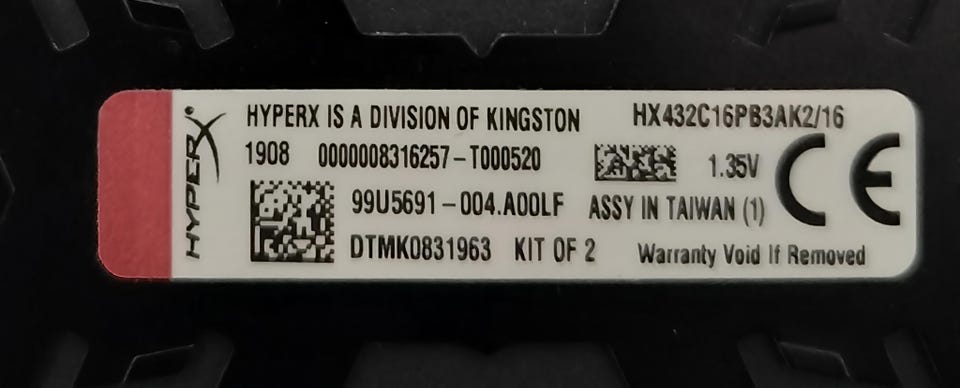 HYPERX
HYPERX IS A DIVISION OF KINGSTON HX432C16PB3AK2/16
1908 0000008316257-T000520 1.35V
99U5691-004.A00LF ASSY IN TAIWAN (1)
DTMK0831963 KIT OF 2 Warranty Void If Removed
CE